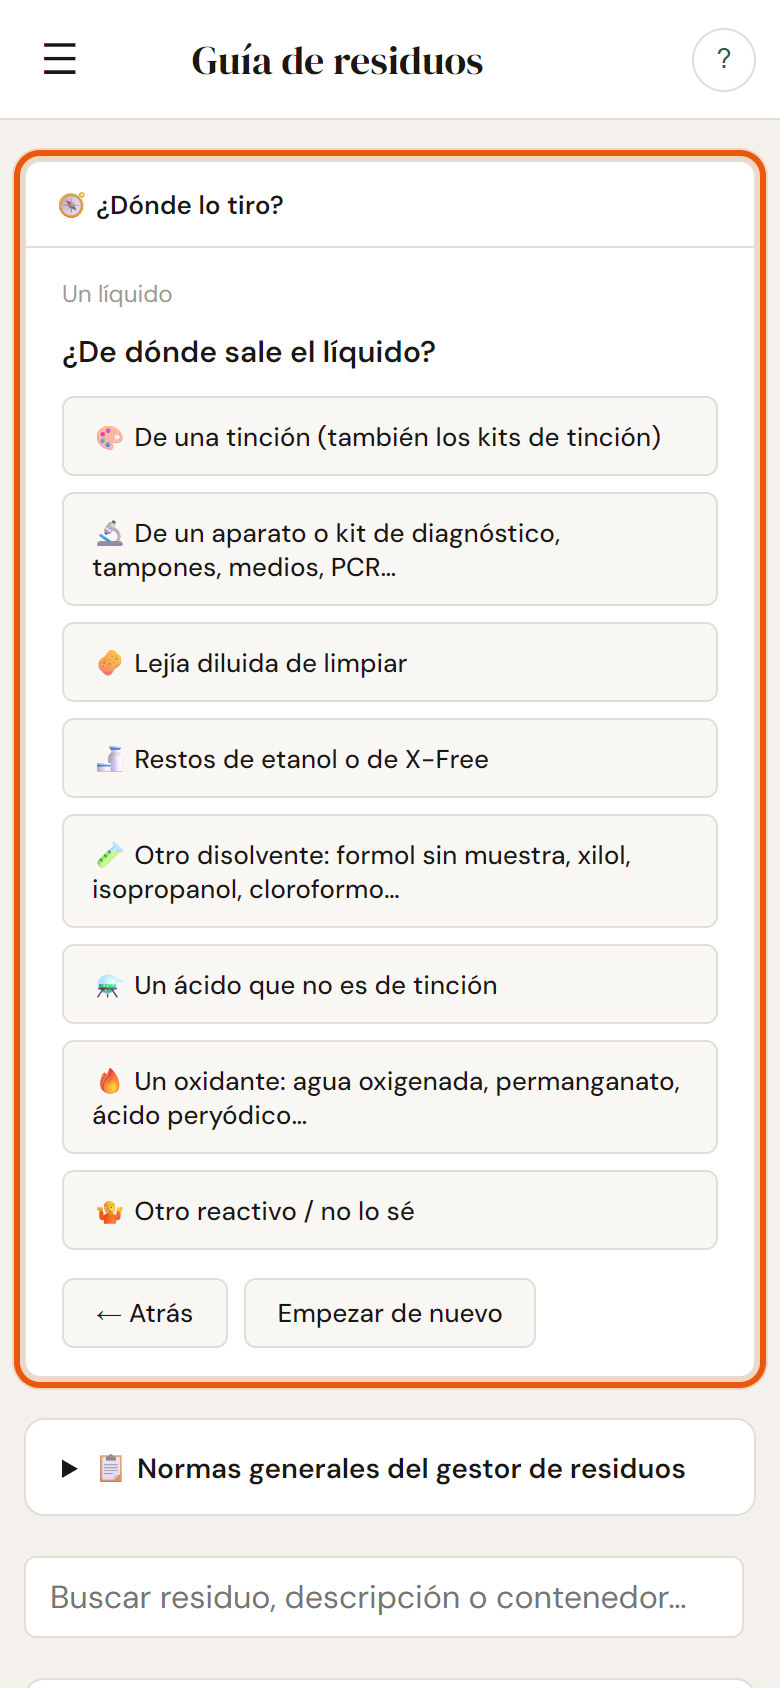 Guía de residuos
?
¿Dónde lo tiro?
Un líquido
¿De dónde sale el líquido?
De una tinción (también los kits de tinción)
De un aparato o kit de diagnóstico,
tampones, medios, PCR...
Lejía diluida de limpiar
Restos de etanol o de X-Free
Otro disolvente: formol sin muestra, xilol,
isopropanol, cloroformo...
Un ácido que no es de tinción
Un oxidante: agua oxigenada, permanganato,
ácido peryódico...
Otro reactivo / no lo sé
← Atrás
Empezar de nuevo
Normas generales del gestor de residuos
Buscar residuo, descripción o contenedor...